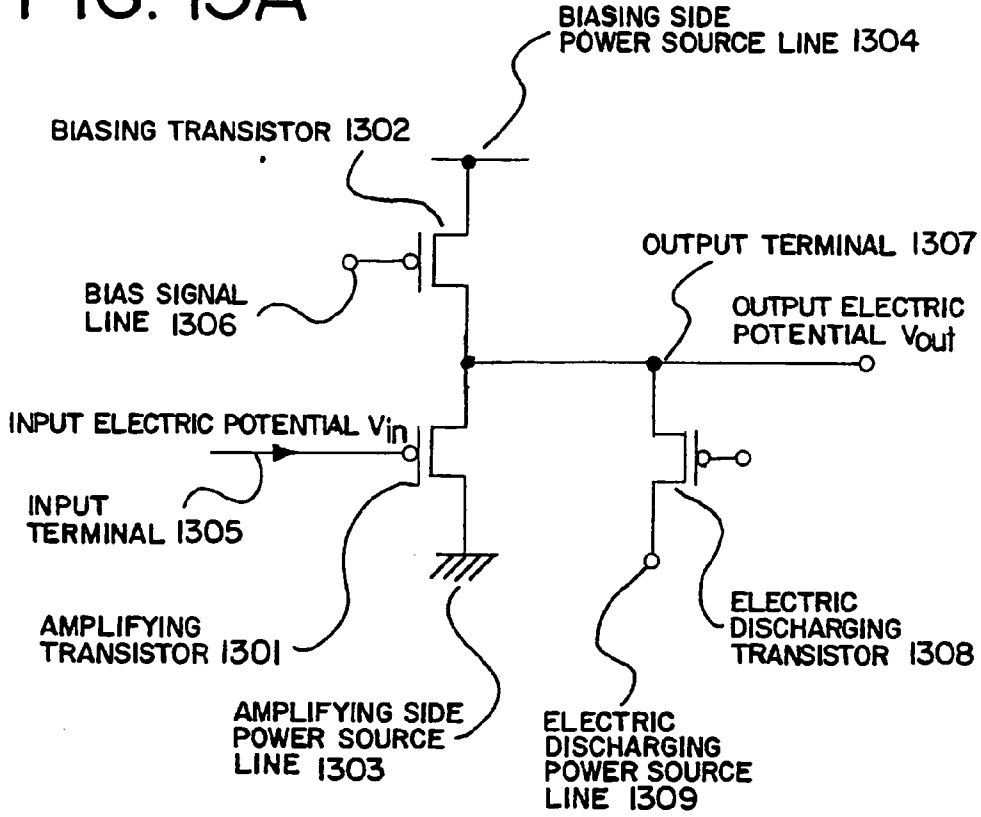 FIG. 13A
BIASING SIDE
POWER SOURCE LINE 1304
BIASING TRANSISTOR 1302
OUTPUT TERMINAL 1307
BIAS SIGNAL
LINE 1306
OUTPUT ELECTRIC
POTENTIAL Vout
INPUT ELECTRIC POTENTIAL Vin
INPUT
TERMINAL 1305
AMPLIFYING
TRANSISTOR 1301
ELECTRIC
DISCHARGING
TRANSISTOR 1308
AMPLIFYING SIDE
POWER SOURCE
LINE 1303
ELECTRIC
DISCHARGING
POWER SOURCE
LINE 1309